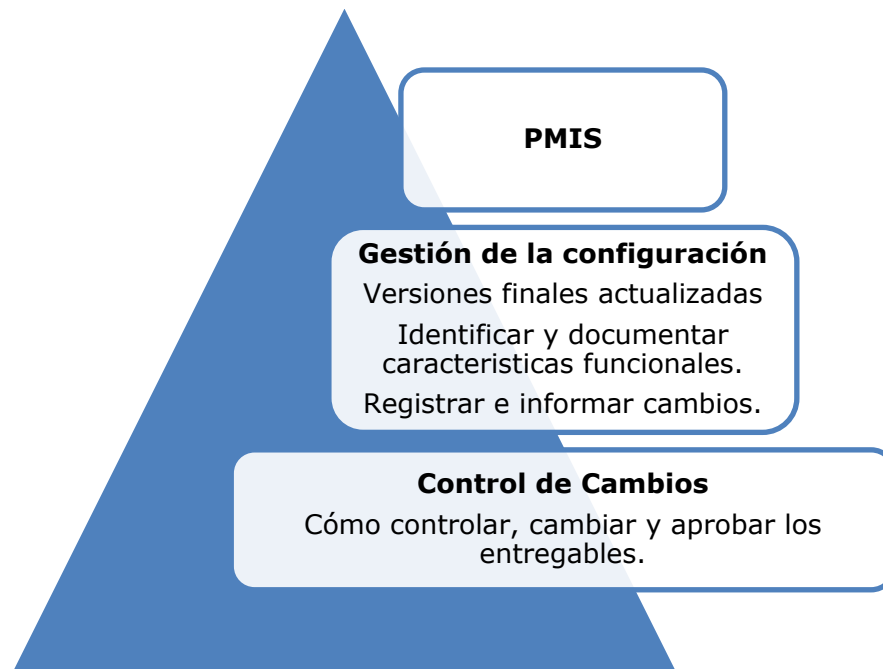 PMIS
Gestión de la configuración
Versiones finales actualizadas
Identificar y documentar
caracteristicas funcionales.
Registrar e informar cambios.
Control de Cambios
Cómo controlar, cambiar y aprobar los
entregables.